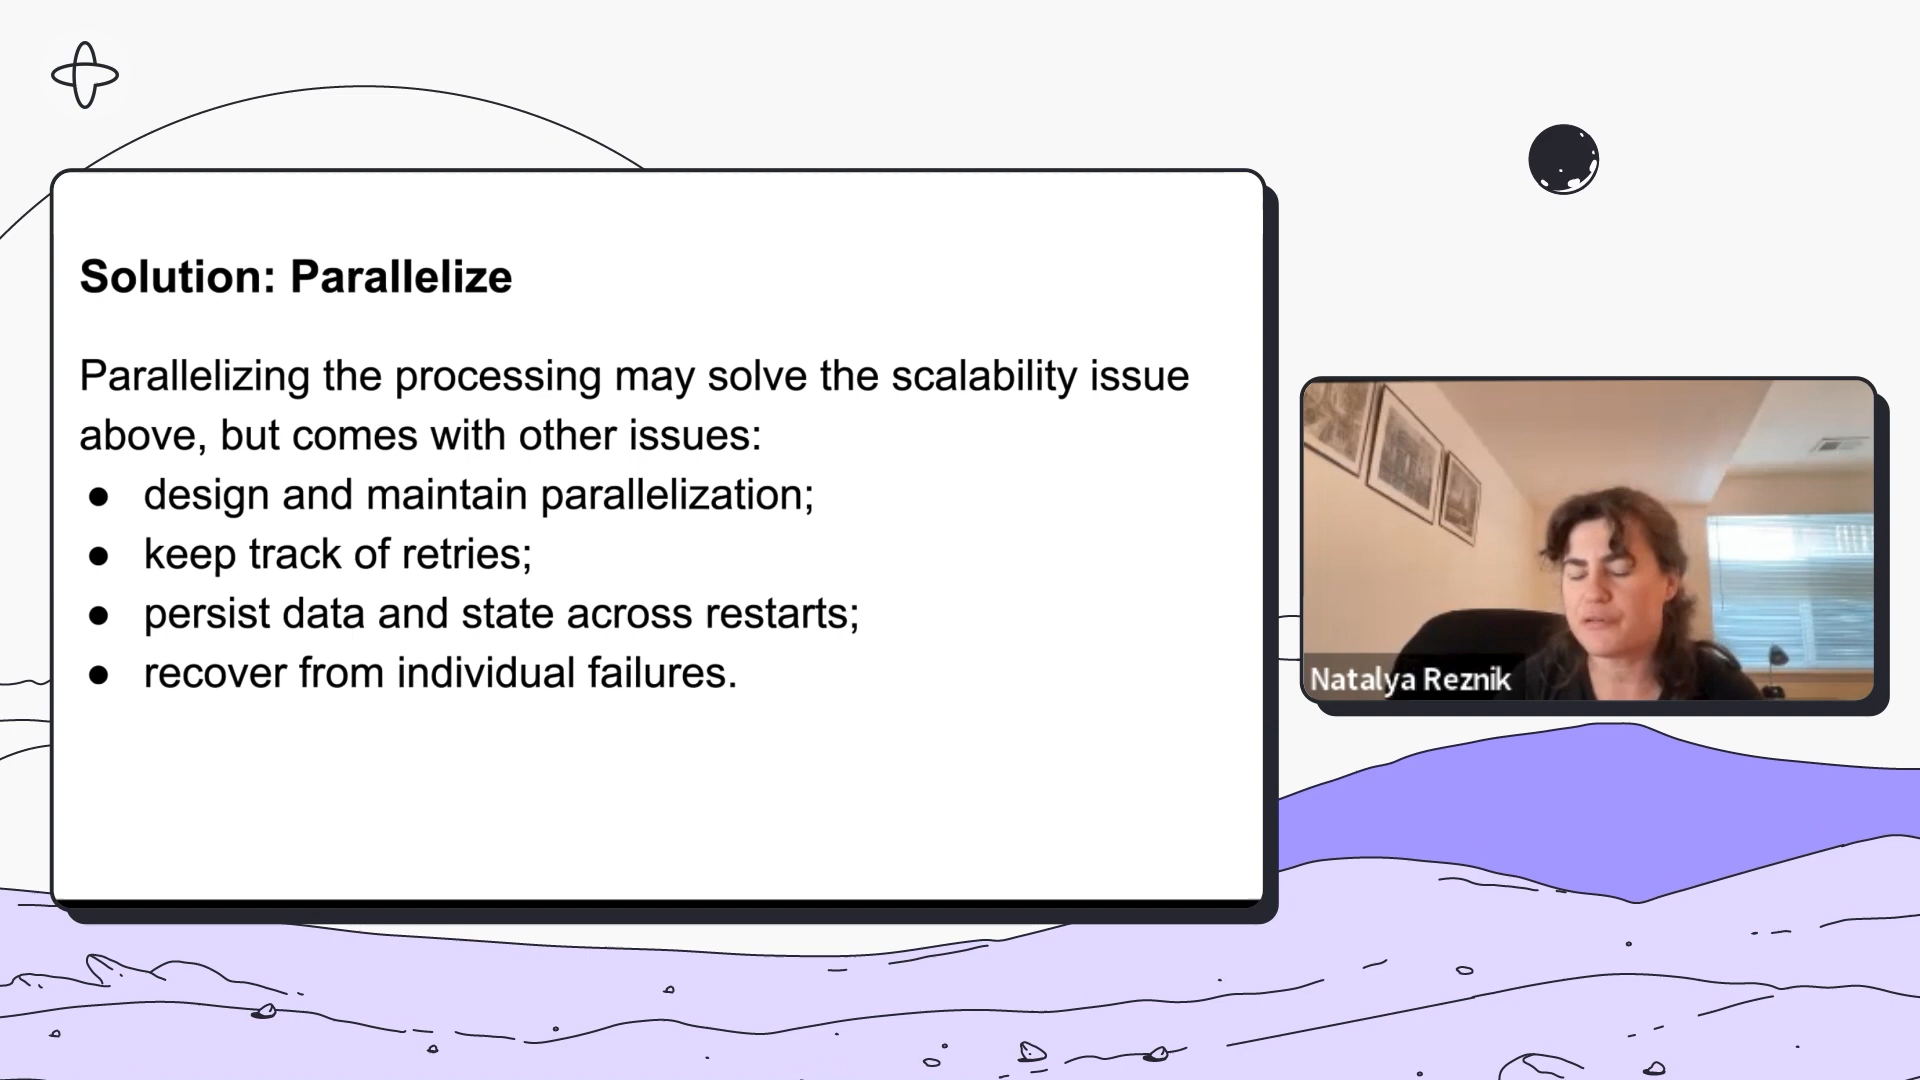 Solution: Parallelize
Parallelizing the processing may solve the scalability issue
above, but comes with other issues:
● design and maintain parallelization;
● keep track of retries;
● persist data and state across restarts;
● recover from individual failures.
Natalya Reznik